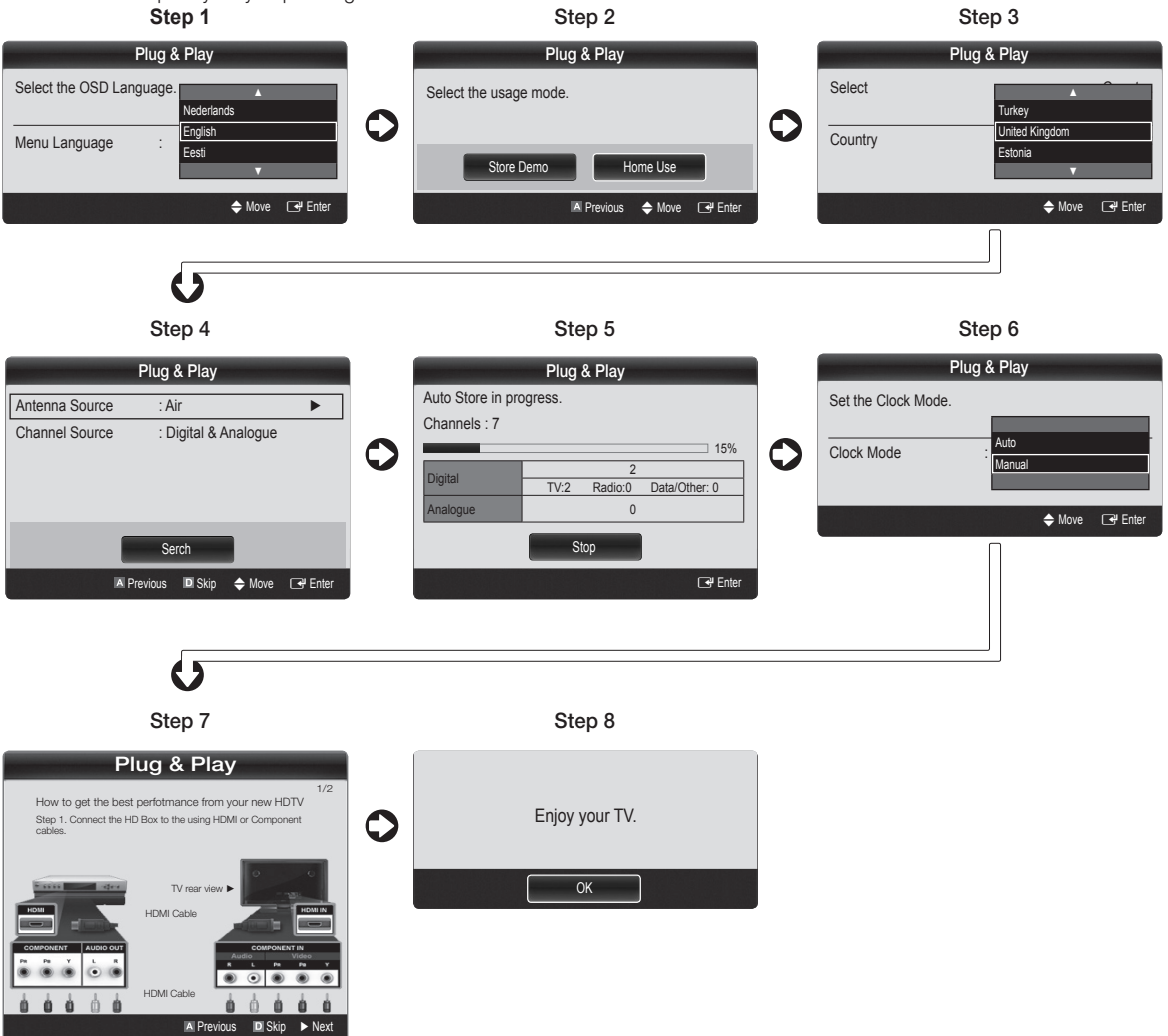 Step 1
Plug & Play
Select the OSD Language.
▲
Nederlands
English
Eesti
▼
Menu Language :
Move Enter
Step 2
Plug & Play
Select the usage mode.
Store Demo Home Use
A Previous Move Enter
Step 3
Plug & Play
Select
▲
Turkey
United Kingdom
Estonia
▼
Country
Move Enter
Step 4
Plug & Play
Antenna Source : Air ►
Channel Source : Digital & Analogue
Serch
A Previous D Skip Move Enter
Step 5
Plug & Play
Auto Store in progress.
Channels : 7
15%
Digital 2
TV:2 Radio:0 Data/Other: 0
Analogue 0
Stop
Enter
Step 6
Plug & Play
Set the Clock Mode.
Clock Mode :
Auto
Manual
Move Enter
Step 7
Plug & Play
1/2
How to get the best perfotmance from your new HDTV
Step 1. Connect the HD Box to the using HDMI or Component
cables.
TV rear view ►
HDMI Cable
HDMI
HDMI IN
COMPONENT AUDIO OUT
PR PB Y L R
COMPONENT IN
Audio Video
R L PR PB Y
HDMI Cable
A Previous D Skip ► Next
Step 8
Enjoy your TV.
OK